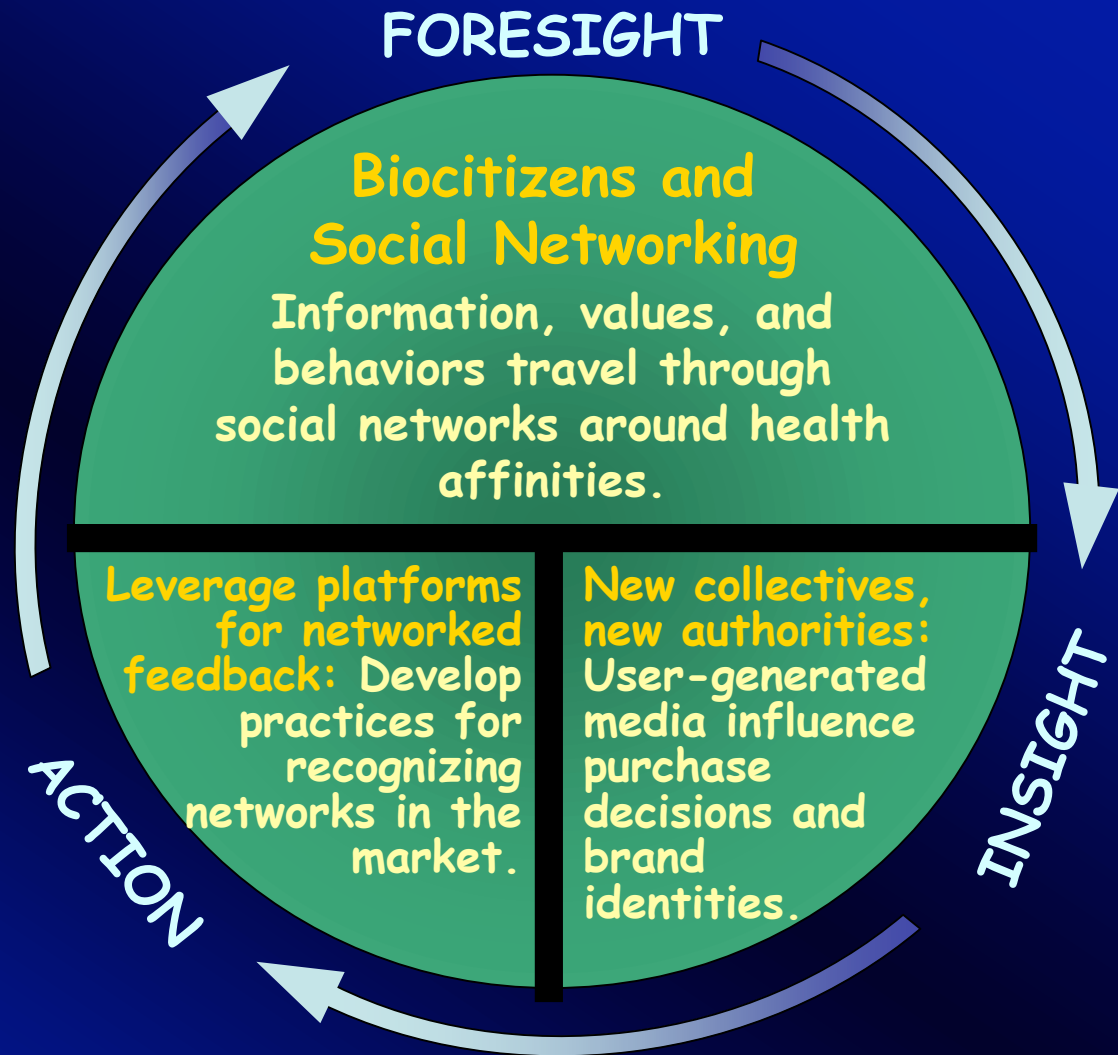 FORESIGHT
Biocitizens and
Social Networking
Information, values, and
behaviors travel through
social networks around health
affinities.
Leverage platforms
for networked
feedback: Develop
practices for
recognizing
networks in the
market.
New collectives,
new authorities:
User-generated
media influence
purchase
decisions and
brand
identities.
INSIGHT
ACTION